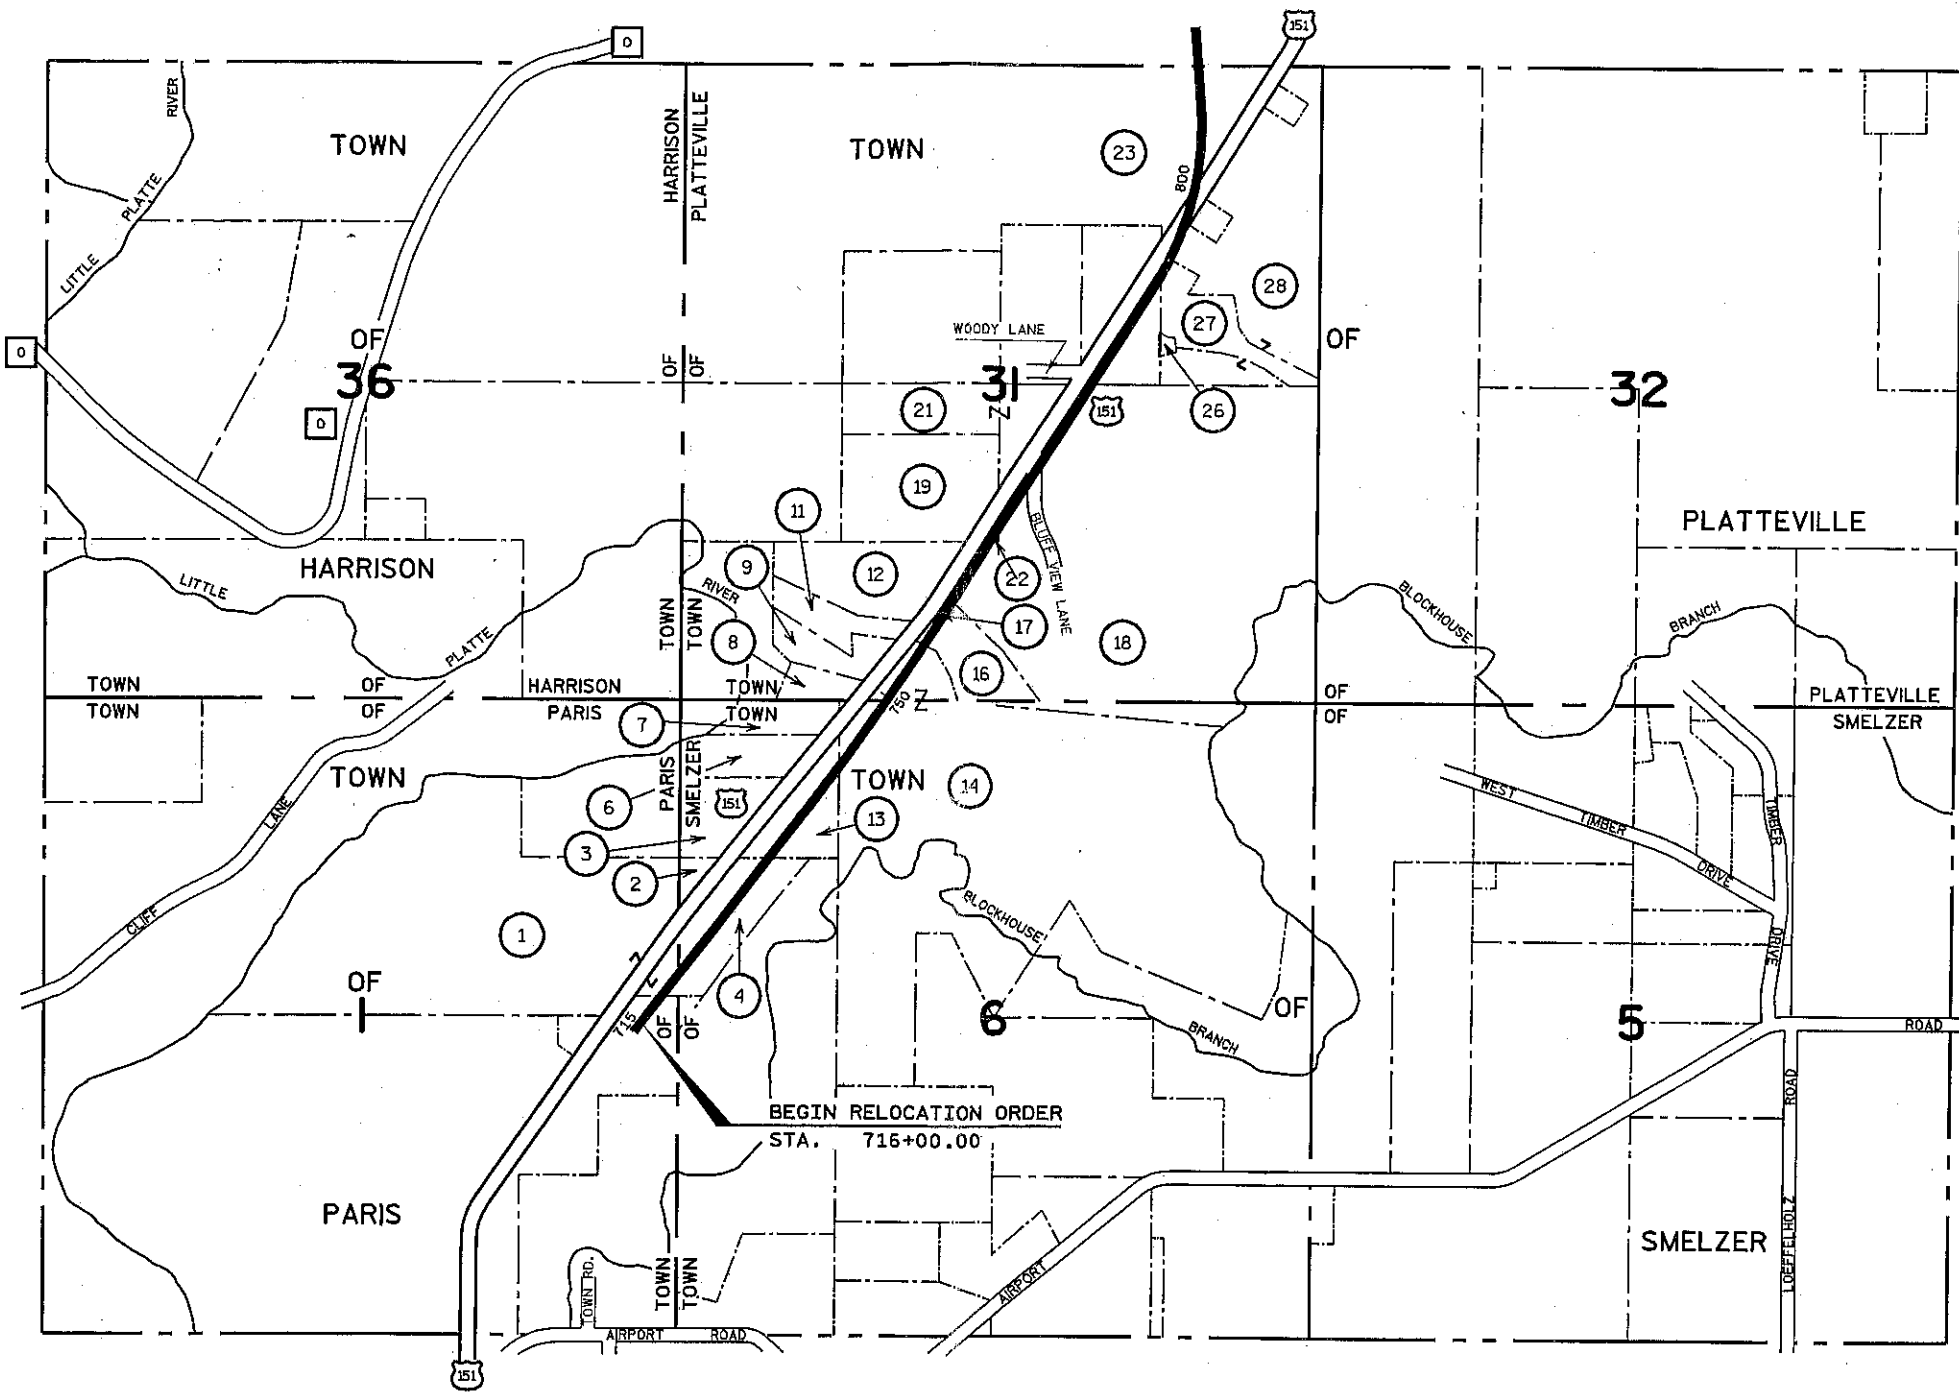 151
O
RIVER
TOWN
HARRISON
PLATTEVILLE
TOWN
23
800
PLATTE
LITTLE
28
27
WOODY LANE
OF
OF
OF
OF
O
36
31
32
O
21
151
26
19
11
BLUFF VIEW LANE
PLATTEVILLE
HARRISON
9
12
22
LITTLE
RIVER
BLOCKHOUSE
BRANCH
TOWN
TOWN
8
17
18
PLATTE
16
TOWN
OF
HARRISON
TOWN
OF
PLATTEVILLE
TOWN
OF
PARIS
TOWN
750
Z
OF
SMELZER
7
TOWN
PARIS
SMELZER
TOWN
14
WEST
TIMBER
DRIVE
TIMBER
DRIVE
6
151
13
LANE
CLIFF
3
2
BLOCKHOUSE
1
4
OF
1
715
OF
OF
6
OF
5
BRANCH
ROAD
BEGIN RELOCATION ORDER
STA. 716+00.00
ROAD
PARIS
LOEFFELHOLZ
SMELZER
TOWN RD.
TOWN
TOWN
AIRPORT
AIRPORT ROAD
151